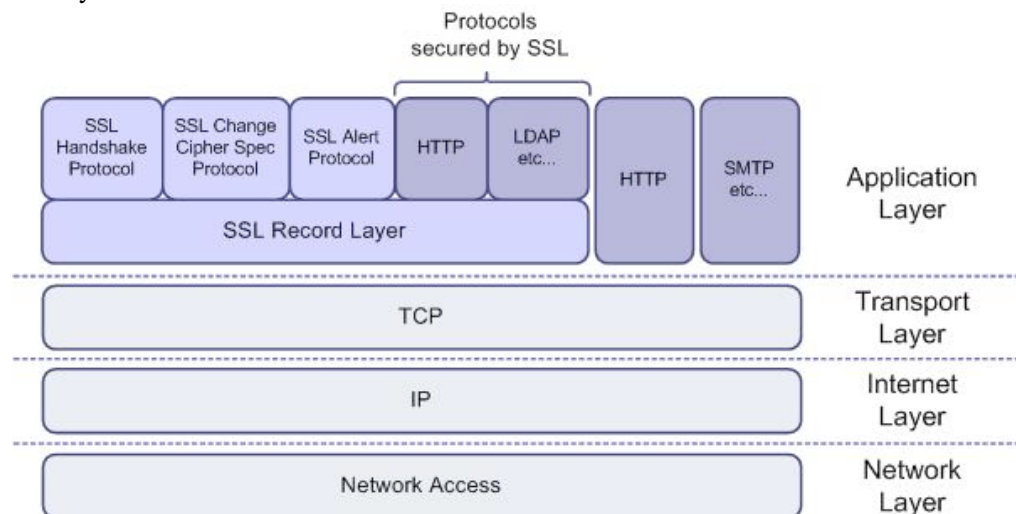 Protocols
secured by SSL
SSL
Handshake
Protocol
SSL Change
Cipher Spec
Protocol
SSL Alert
Protocol
HTTP
LDAP
etc...
HTTP
SMTP
etc...
Application
Layer
SSL Record Layer
TCP
Transport
Layer
IP
Internet
Layer
Network Access
Network
Layer